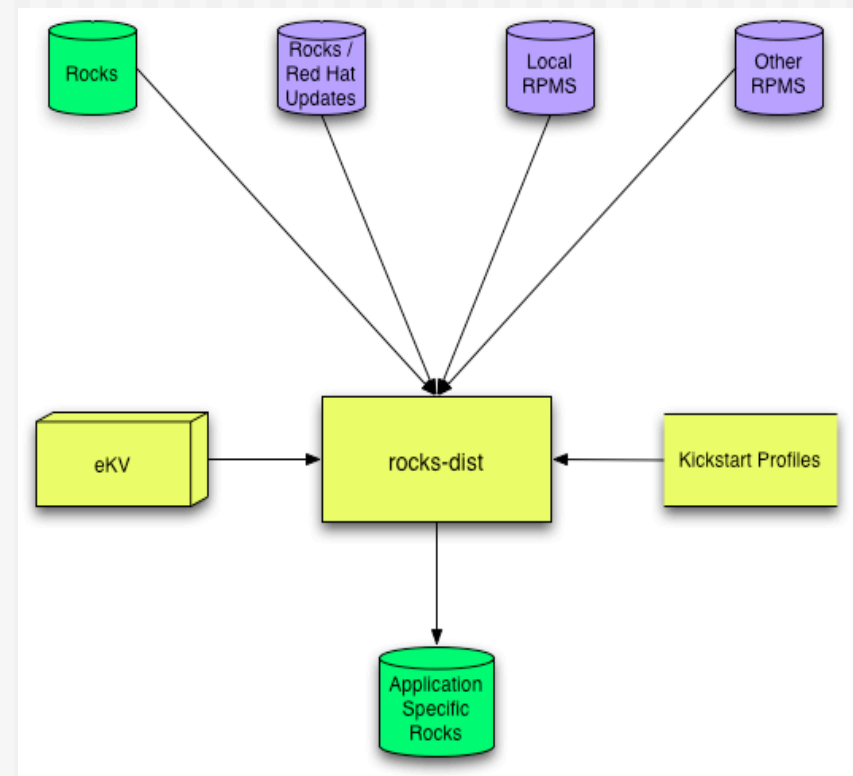 Rocks
Rocks /
Red Hat
Updates
Local
RPMS
Other
RPMS
eKV
rocks-dist
Kickstart Profiles
Application
Specific
Rocks